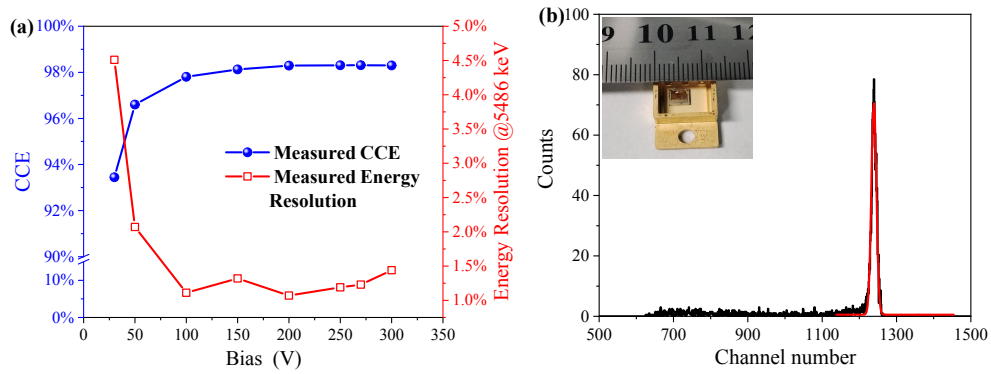 (a)
100%
98%
96%
94%
92%
90%
10%
0%
CCE
Measured CCE
Measured Energy
Resolution
5.0%
4.5%
4.0%
3.5%
3.0%
2.5%
2.0%
1.5%
1.0%
Energy Resolution @5486 keV
0 50 100 150 200 250 300 350
Bias (V)
(b)
100
80
60
40
20
0
Counts
9 10 11 12
500 700 900 1100 1300 1500
Channel number